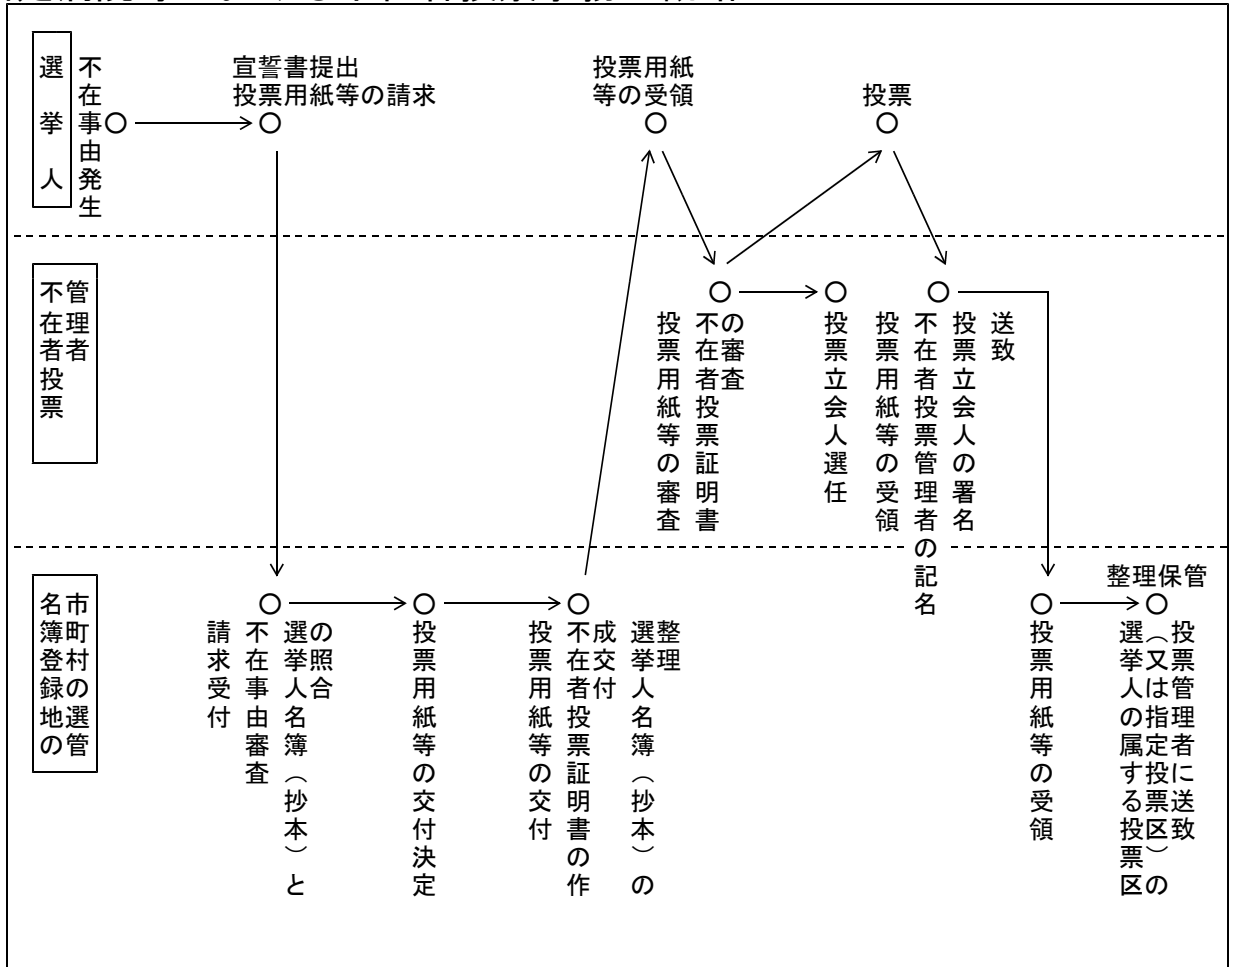 選挙人
不在事由発生
宣誓書提出
投票用紙等の請求
投票用紙
等の受領
投票
不在者投票
管理者
投票用紙等の審査
不在者投票証明書
の審査
投票立会人選任
投票用紙等の受領
不在者投票管理者の記名
投票立会人の署名
送致
名簿登録地の
市町村の選管
請求受付
不在事由審査
選挙人名簿（抄本）と
の照合
投票用紙等の交付決定
投票用紙等の交付
不在者投票証明書の作
成交付
選挙人名簿（抄本）の
整理
投票用紙等の受領
整理保管
選挙人の属する投票区
（又は指定投票区）の
投票管理者に送致